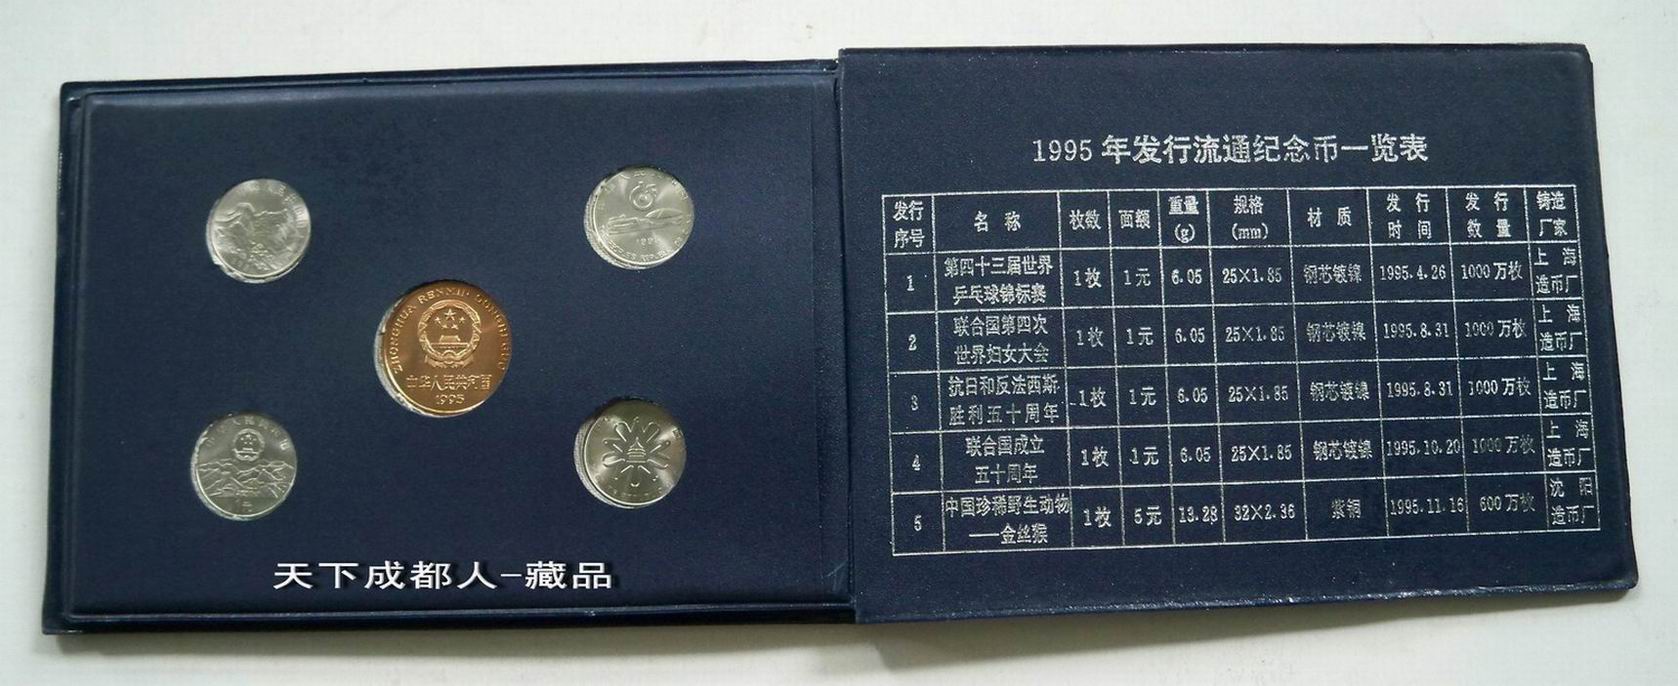 ZHONGHUA RENMIN GONGHEGUO
中华人民共和国
1995
天下成都人-藏品
1995年发行流通纪念币一览表
发行序号 名称 枚数 面额 重量(g) 规格(mm) 材质 发行时间 发行数量 铸造厂家
1 第四十三届世界乒乓球锦标赛 1枚 1元 6.05 25×1.85 钢芯镀镍 1995.4.26 1000万枚 上海造币厂
2 联合国第四次世界妇女大会 1枚 1元 6.05 25×1.85 钢芯镀镍 1995.8.31 1000万枚 上海造币厂
3 抗日和反法西斯胜利五十周年 1枚 1元 6.05 25×1.85 钢芯镀镍 1995.8.31 1000万枚 上海造币厂
4 联合国成立五十周年 1枚 1元 6.05 25×1.85 钢芯镀镍 1995.10.20 1000万枚 上海造币厂
5 中国珍稀野生动物——金丝猴 1枚 5元 13.28 32×2.36 紫铜 1995.11.16 600万枚 沈阳造币厂